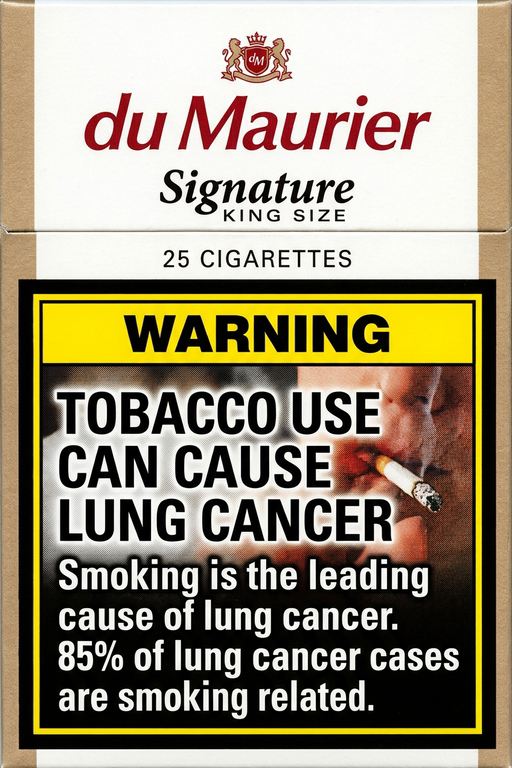 dM
du Maurier
Signature
KING SIZE
25 CIGARETTES
WARNING
TOBACCO USE
CAN CAUSE
LUNG CANCER
Smoking is the leading
cause of lung cancer.
85% of lung cancer cases
are smoking related.